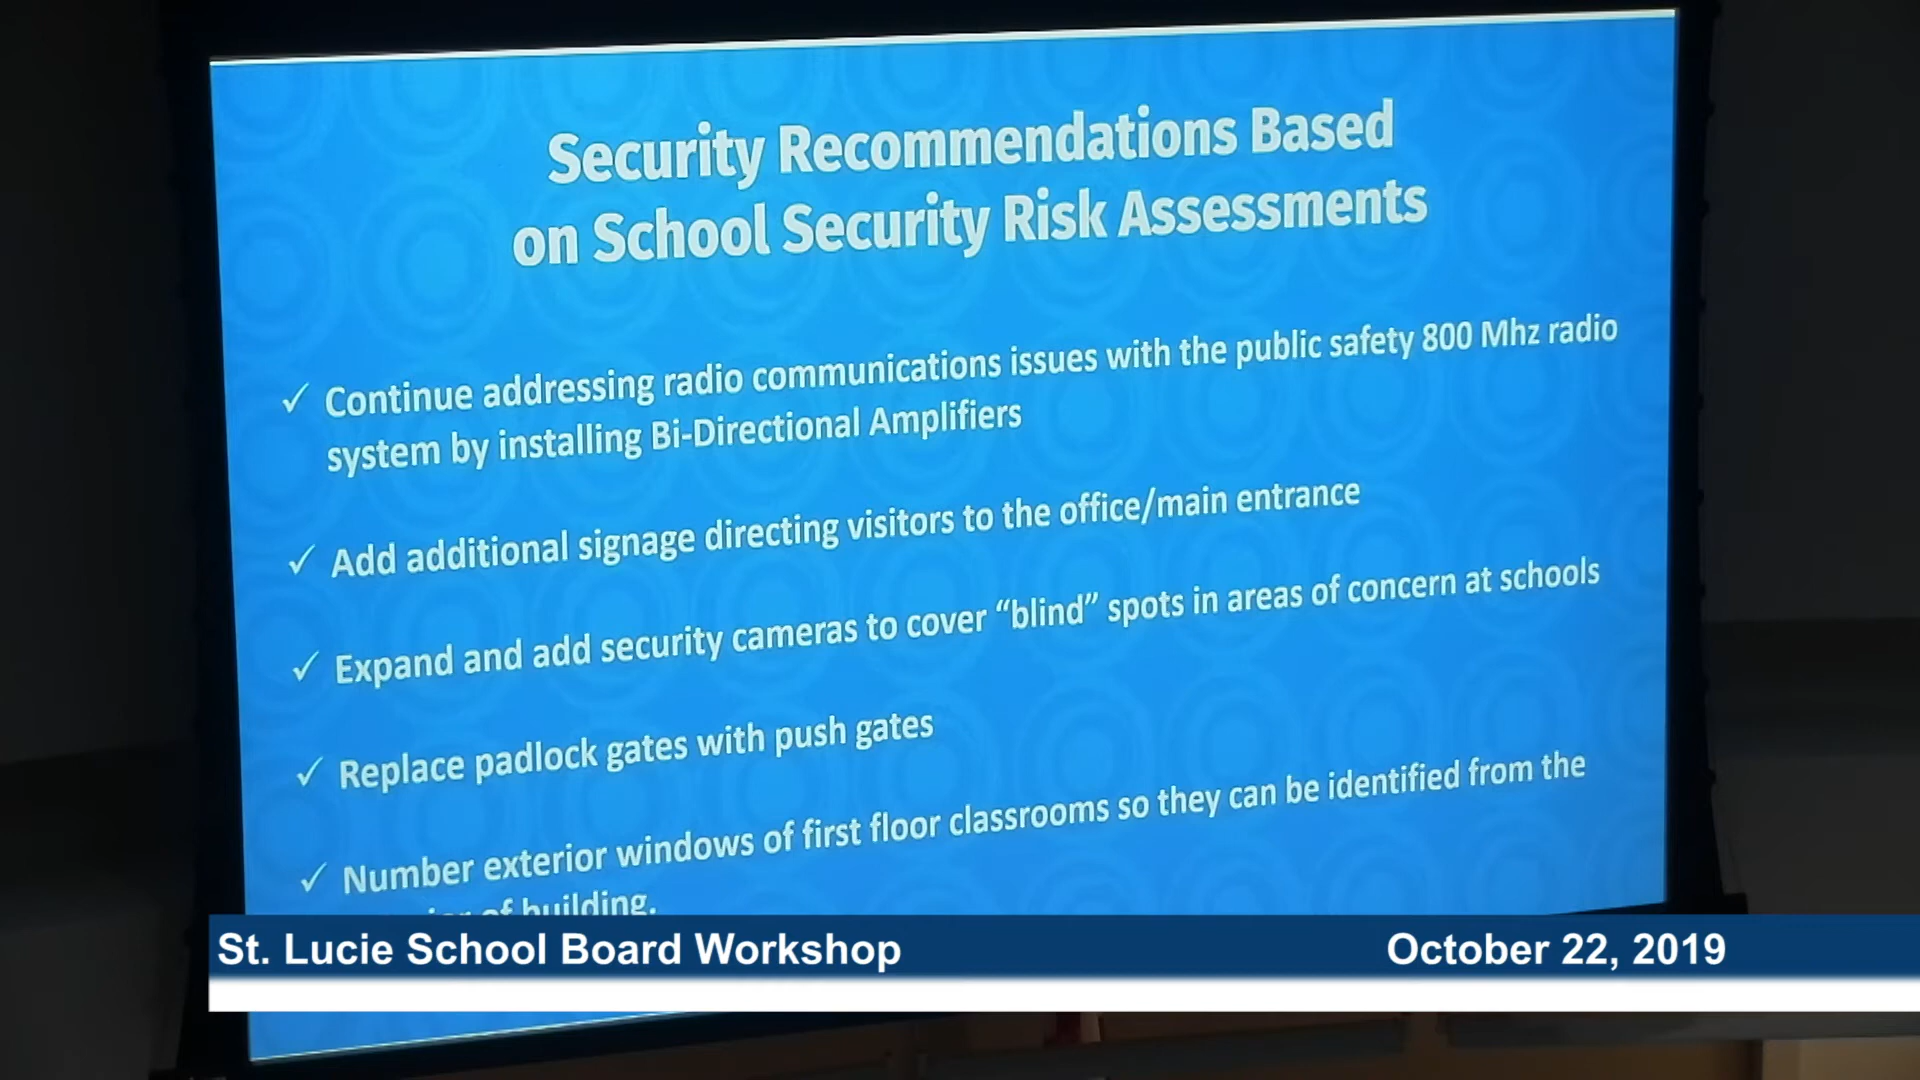 Security Recommendations Based
on School Security Risk Assessments
✓ Continue addressing radio communications issues with the public safety 800 Mhz radio
system by installing Bi-Directional Amplifiers
✓ Add additional signage directing visitors to the office/main entrance
✓ Expand and add security cameras to cover “blind” spots in areas of concern at schools
✓ Replace padlock gates with push gates
✓ Number exterior windows of first floor classrooms so they can be identified from the
of building.
St. Lucie School Board Workshop
October 22, 2019